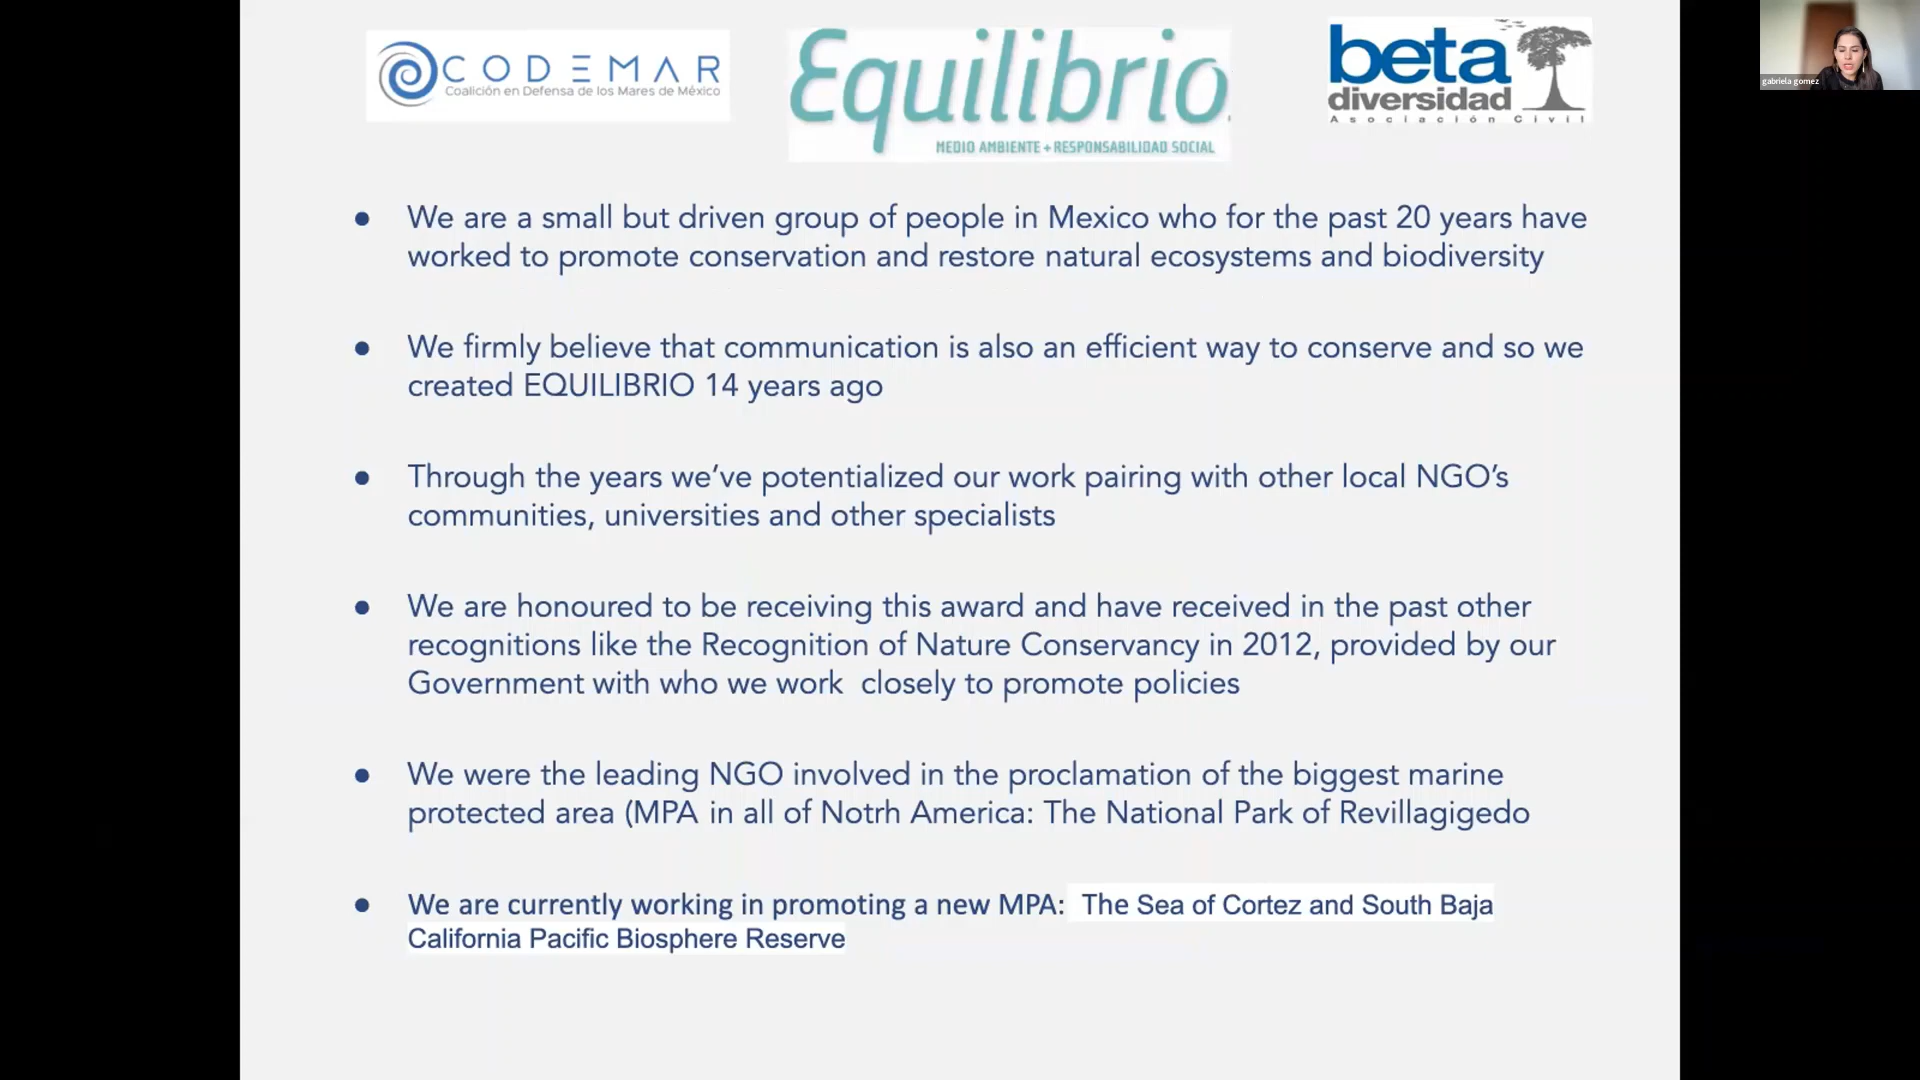 CODEMAR
Coalición en Defensa de los Mares de México
Equilibrio
MEDIO AMBIENTE + RESPONSABILIDAD SOCIAL
beta
diversidad
Asociación Civil
gabriela gomez
● We are a small but driven group of people in Mexico who for the past 20 years have
worked to promote conservation and restore natural ecosystems and biodiversity
● We firmly believe that communication is also an efficient way to conserve and so we
created EQUILIBRIO 14 years ago
● Through the years we’ve potentialized our work pairing with other local NGO’s
communities, universities and other specialists
● We are honoured to be receiving this award and have received in the past other
recognitions like the Recognition of Nature Conservancy in 2012, provided by our
Government with who we work closely to promote policies
● We were the leading NGO involved in the proclamation of the biggest marine
protected area (MPA in all of Notrh America: The National Park of Revillagigedo
● We are currently working in promoting a new MPA: The Sea of Cortez and South Baja
California Pacific Biosphere Reserve